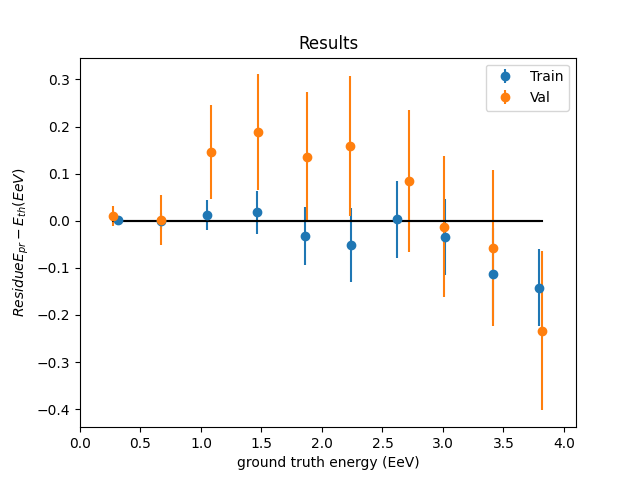 Results
Train
Val
0.3
0.2
0.1
0.0
−0.1
−0.2
−0.3
−0.4
ResidueE_{pr} − E_{th}(EeV)
0.0 0.5 1.0 1.5 2.0 2.5 3.0 3.5 4.0
ground truth energy (EeV)